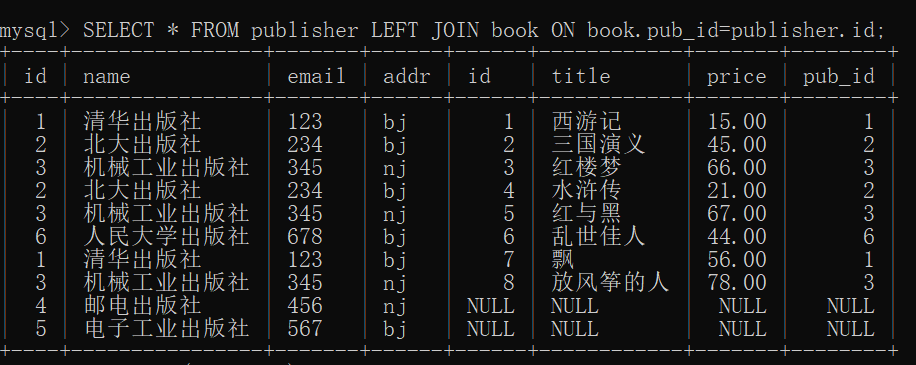 mysql> SELECT * FROM publisher LEFT JOIN book ON book.pub_id=publisher.id;
+----+------------------+-------+------+------+--------------+-------+--------+
| id | name | email | addr | id | title | price | pub_id |
+----+------------------+-------+------+------+--------------+-------+--------+
| 1 | 清华出版社 | 123 | bj | 1 | 西游记 | 15.00 | 1 |
| 2 | 北大出版社 | 234 | bj | 2 | 三国演义 | 45.00 | 2 |
| 3 | 机械工业出版社 | 345 | nj | 3 | 红楼梦 | 66.00 | 3 |
| 2 | 北大出版社 | 234 | bj | 4 | 水浒传 | 21.00 | 2 |
| 3 | 机械工业出版社 | 345 | nj | 5 | 红与黑 | 67.00 | 3 |
| 6 | 人民大学出版社 | 678 | bj | 6 | 乱世佳人 | 44.00 | 6 |
| 1 | 清华出版社 | 123 | bj | 7 | 飘 | 56.00 | 1 |
| 3 | 机械工业出版社 | 345 | nj | 8 | 放风筝的人 | 78.00 | 3 |
| 4 | 邮电出版社 | 456 | nj | NULL | NULL | NULL | NULL |
| 5 | 电子工业出版社 | 567 | bj | NULL | NULL | NULL | NULL |
+----+------------------+-------+------+------+--------------+-------+--------+